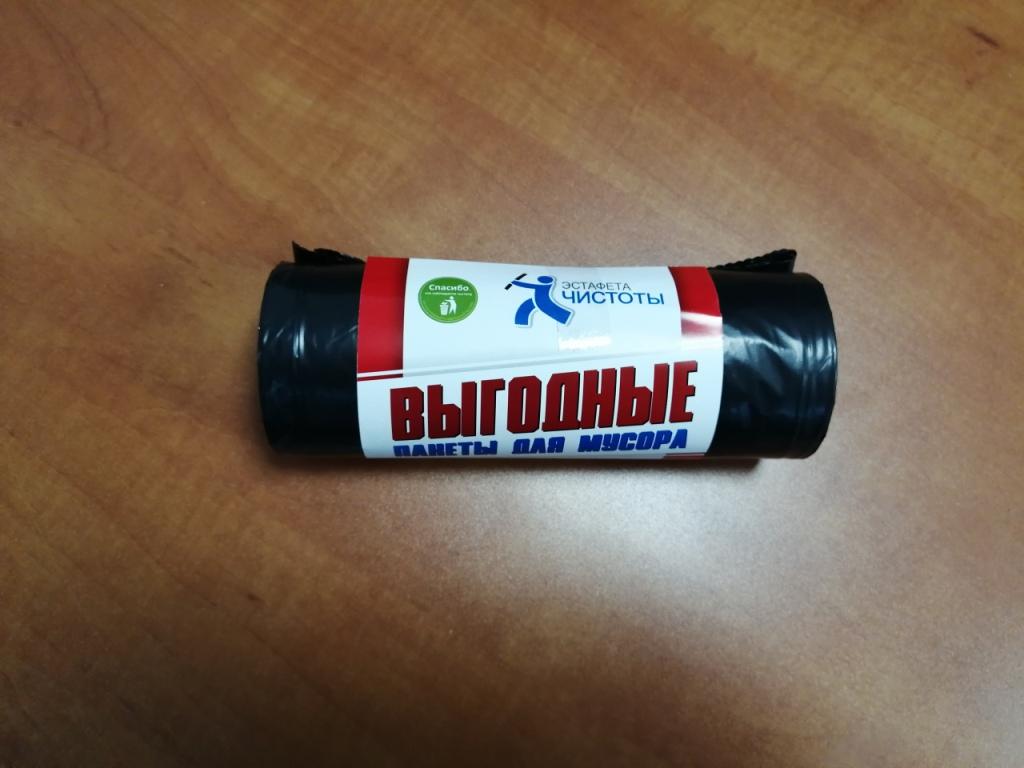 Спасибо
ЭСТАФЕТА
ЧИСТОТЫ
ВЫГОДНЫЕ
ПАКЕТЫ ДЛЯ МУСОРА